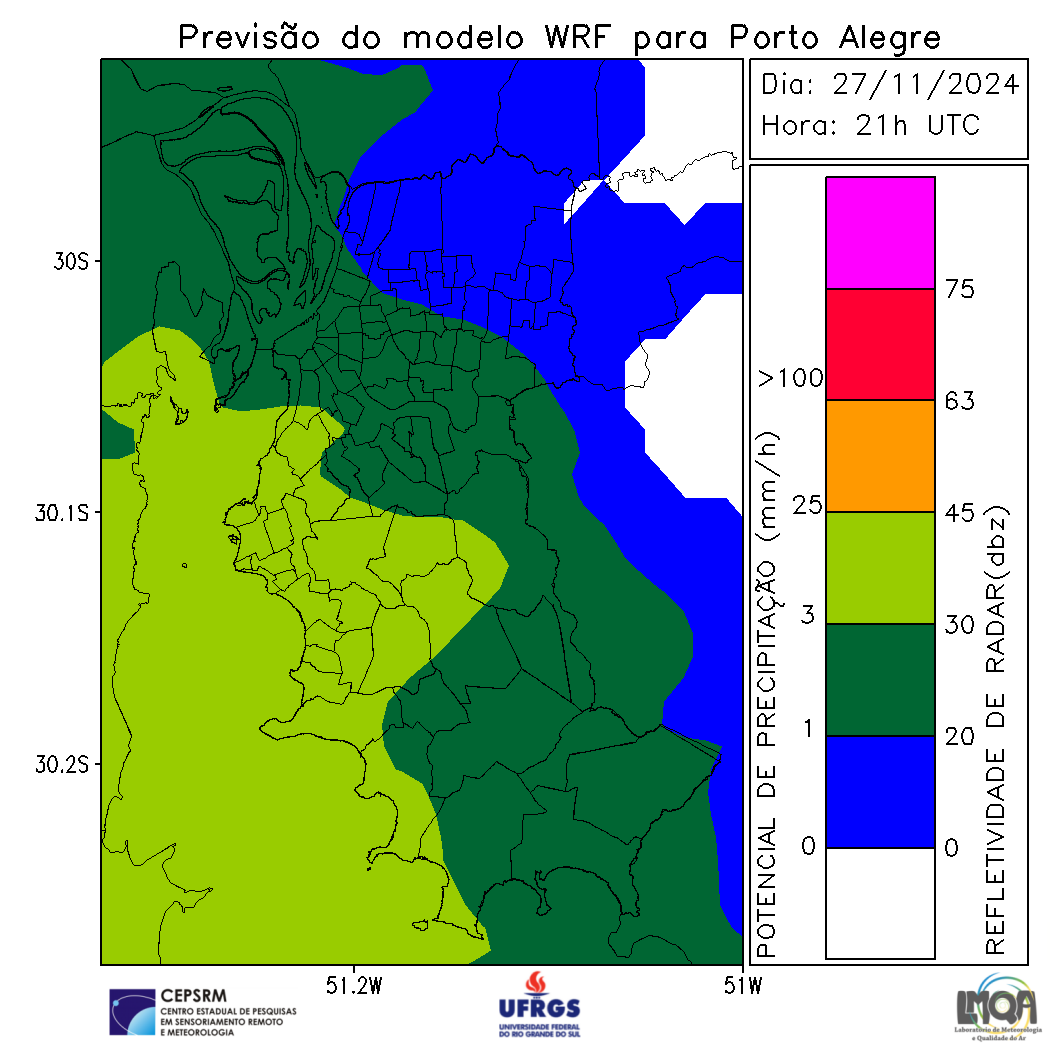 Previsão do modelo WRF para Porto Alegre
Dia: 27/11/2024
Hora: 21h UTC
30S
30.1S
30.2S
51.2W
51W
POTENCIAL DE PRECIPITAÇÃO (mm/h)
>100
25
3
1
0
75
63
45
30
20
0
REFLETIVIDADE DE RADAR(dbz)
CEPSRM
CENTRO ESTADUAL DE PESQUISAS
EM SENSORIAMENTO REMOTO
E METEOROLOGIA
UFRGS
UNIVERSIDADE FEDERAL
DO RIO GRANDE DO SUL
LMQA
Laboratório de Meteorologia
e Qualidade do Ar